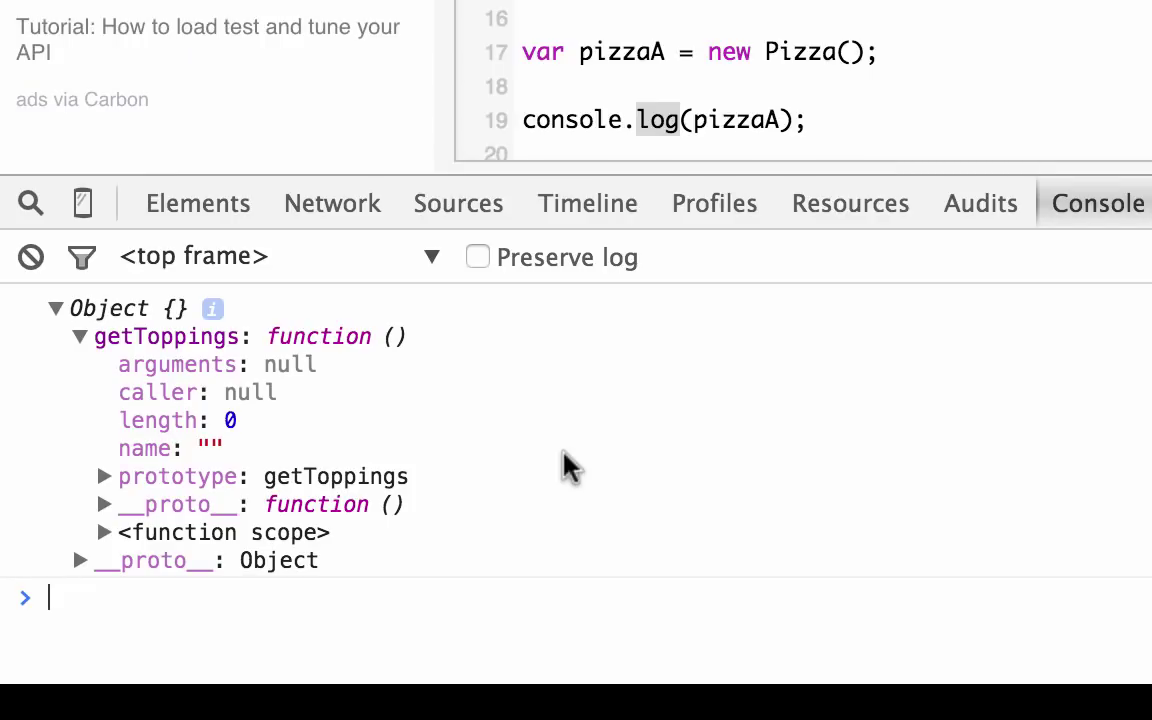 Tutorial: How to load test and tune your
API
ads via Carbon
16
17 var pizzaA = new Pizza();
18
19 console.log(pizzaA);
20
Elements Network Sources Timeline Profiles Resources Audits Console
<top frame> ▼ Preserve log
▼ Object {} i
▼ getToppings: function ()
arguments: null
caller: null
length: 0
name: ""
▶ prototype: getToppings
▶ __proto__: function ()
▶ <function scope>
▶ __proto__: Object
>